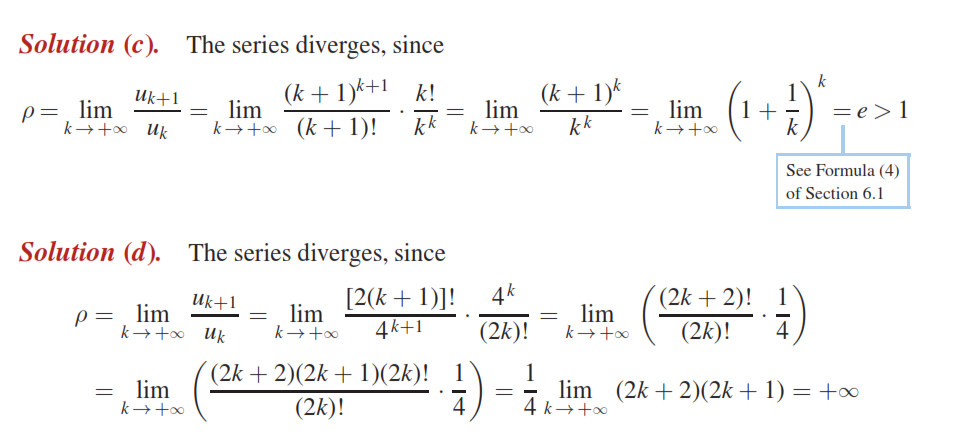 Solution (c). The series diverges, since
ρ = lim_{k→+∞} u_{k+1}/u_k = lim_{k→+∞} (k + 1)^{k+1}/(k + 1)! · k!/k^k = lim_{k→+∞} (k + 1)^k/k^k = lim_{k→+∞} (1 + 1/k)^k = e > 1
See Formula (4)
of Section 6.1
Solution (d). The series diverges, since
ρ = lim_{k→+∞} u_{k+1}/u_k = lim_{k→+∞} [2(k + 1)]!/4^{k+1} · 4^k/(2k)! = lim_{k→+∞} ((2k + 2)!/(2k)! · 1/4)
= lim_{k→+∞} ((2k + 2)(2k + 1)(2k)!/(2k)! · 1/4) = 1/4 lim_{k→+∞} (2k + 2)(2k + 1) = +∞